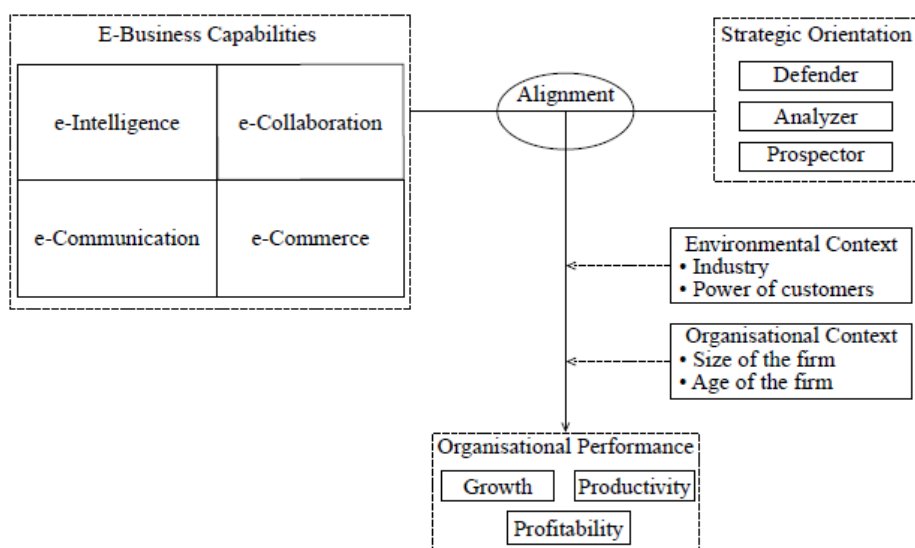 E-Business Capabilities
e-Intelligence
e-Collaboration
e-Communication
e-Commerce
Alignment
Strategic Orientation
Defender
Analyzer
Prospector
Environmental Context
• Industry
• Power of customers
Organisational Context
• Size of the firm
• Age of the firm
Organisational Performance
Growth
Productivity
Profitability